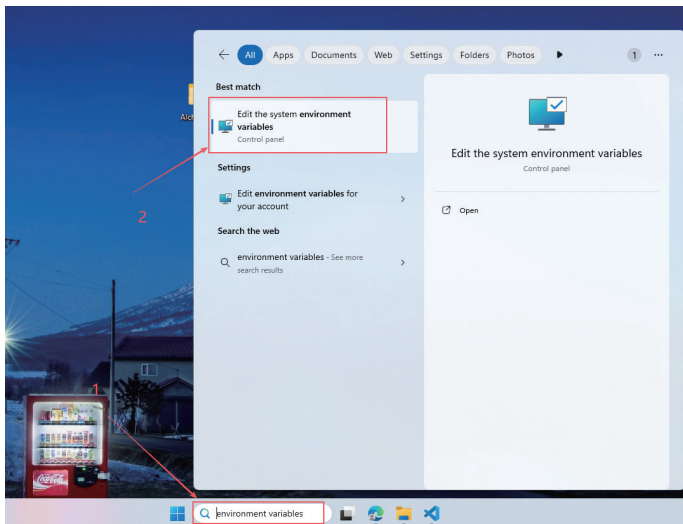 All Apps Documents Web Settings Folders Photos 1 ...
Best match
Edit the system environment
variables
Control panel
Settings
Edit environment variables for
your account
Search the web
environment variables - See more
search results
Edit the system environment variables
Control panel
Open
2
1
Coca-Cola
environment variables